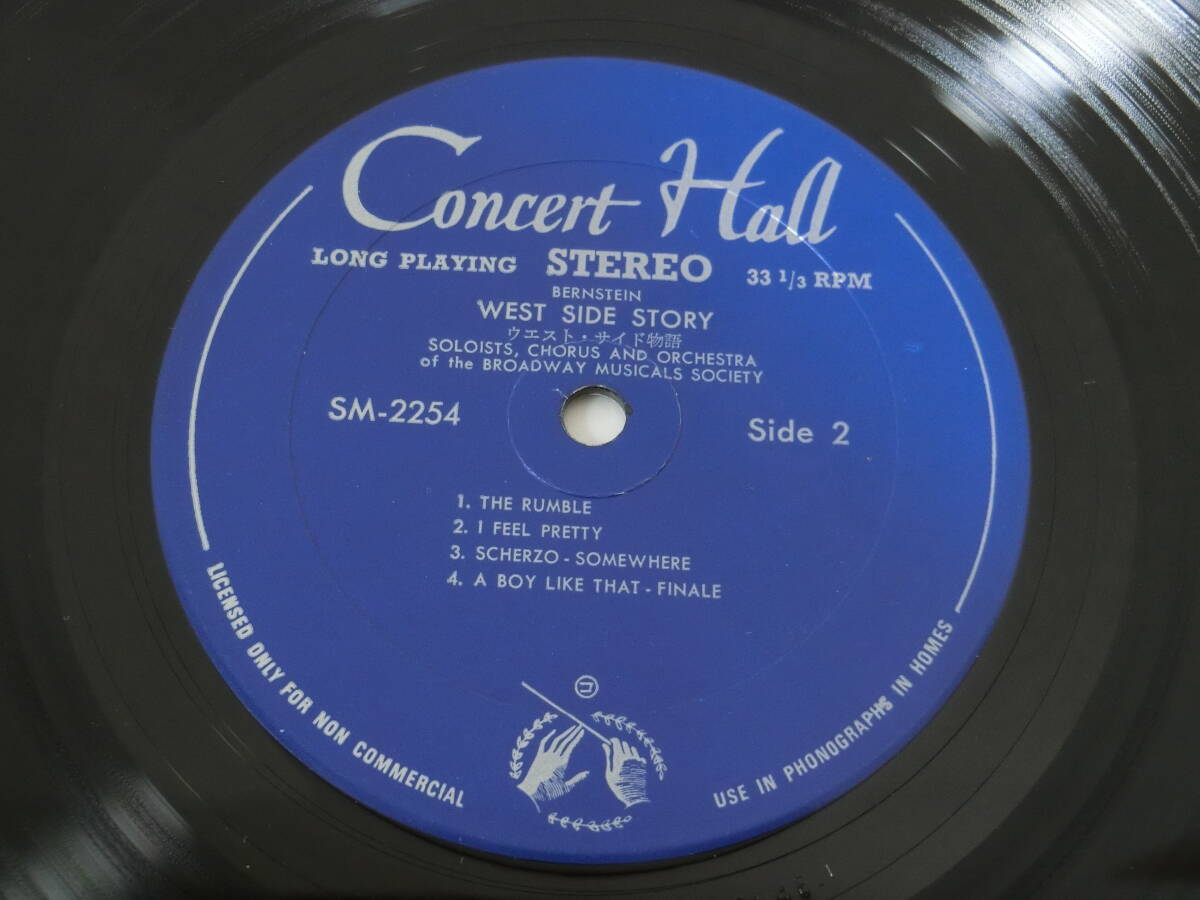 Concert Hall
LONG PLAYING STEREO 33 1/3 RPM
BERNSTEIN
WEST SIDE STORY
ウエスト・サイド物語
SOLOISTS, CHORUS AND ORCHESTRA
of the BROADWAY MUSICALS SOCIETY
SM-2254 Side 2
1. THE RUMBLE
2. I FEEL PRETTY
3. SCHERZO - SOMEWHERE
4. A BOY LIKE THAT - FINALE
コ
LICENSED ONLY FOR NON COMMERCIAL
USE IN PHONOGRAPHS IN HOMES